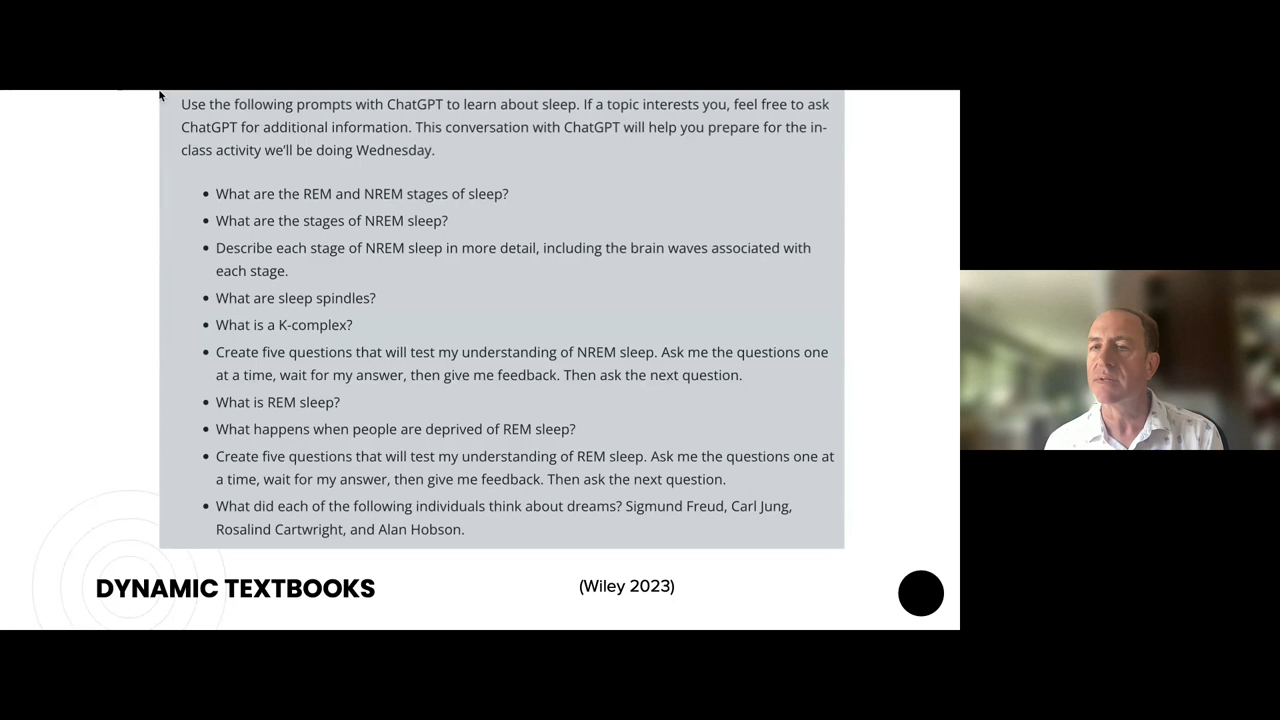 Use the following prompts with ChatGPT to learn about sleep. If a topic interests you, feel free to ask
ChatGPT for additional information. This conversation with ChatGPT will help you prepare for the in-
class activity we'll be doing Wednesday.
• What are the REM and NREM stages of sleep?
• What are the stages of NREM sleep?
• Describe each stage of NREM sleep in more detail, including the brain waves associated with
each stage.
• What are sleep spindles?
• What is a K-complex?
• Create five questions that will test my understanding of NREM sleep. Ask me the questions one
at a time, wait for my answer, then give me feedback. Then ask the next question.
• What is REM sleep?
• What happens when people are deprived of REM sleep?
• Create five questions that will test my understanding of REM sleep. Ask me the questions one at
a time, wait for my answer, then give me feedback. Then ask the next question.
• What did each of the following individuals think about dreams? Sigmund Freud, Carl Jung,
Rosalind Cartwright, and Alan Hobson.
DYNAMIC TEXTBOOKS
(Wiley 2023)